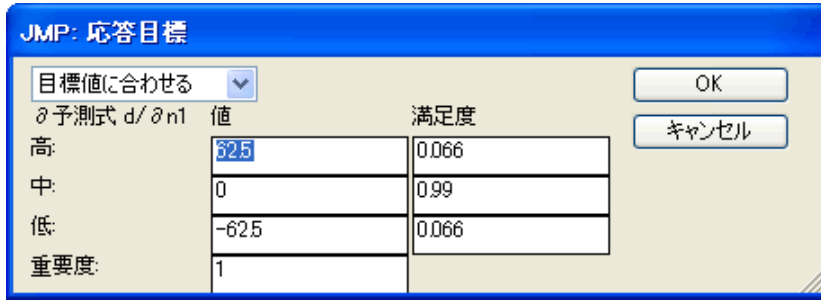 JMP: 応答目標
目標値に合わせる
OK
∂予測式 d/∂n1 値 満足度
キャンセル
高: 62.5 0.066
中: 0 0.99
低: -62.5 0.066
重要度: 1